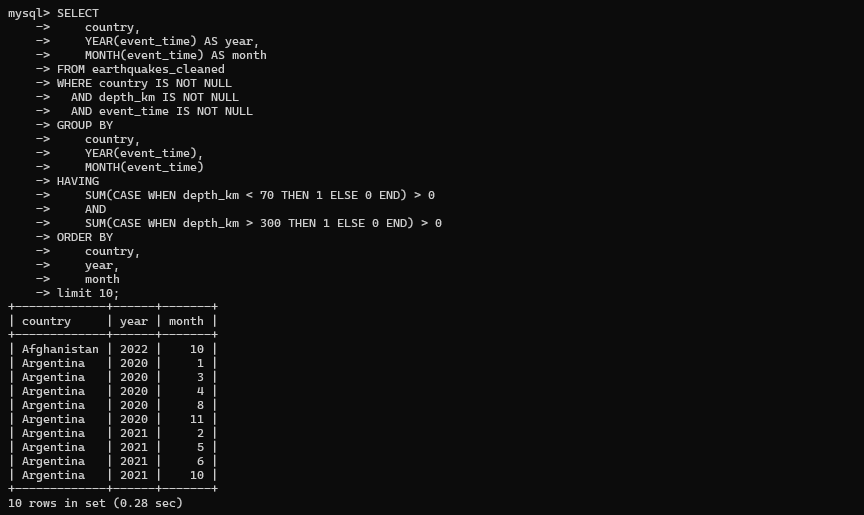 mysql> SELECT
    ->     country,
    ->     YEAR(event_time) AS year,
    ->     MONTH(event_time) AS month
    -> FROM earthquakes_cleaned
    -> WHERE country IS NOT NULL
    ->   AND depth_km IS NOT NULL
    ->   AND event_time IS NOT NULL
    -> GROUP BY
    ->     country,
    ->     YEAR(event_time),
    ->     MONTH(event_time)
    -> HAVING
    ->     SUM(CASE WHEN depth_km < 70 THEN 1 ELSE 0 END) > 0
    ->     AND
    ->     SUM(CASE WHEN depth_km > 300 THEN 1 ELSE 0 END) > 0
    -> ORDER BY
    ->     country,
    ->     year,
    ->     month
    -> limit 10;
+-------------+------+-------+
| country     | year | month |
+-------------+------+-------+
| Afghanistan | 2022 |    10 |
| Argentina   | 2020 |     1 |
| Argentina   | 2020 |     3 |
| Argentina   | 2020 |     4 |
| Argentina   | 2020 |     8 |
| Argentina   | 2020 |    11 |
| Argentina   | 2021 |     2 |
| Argentina   | 2021 |     5 |
| Argentina   | 2021 |     6 |
| Argentina   | 2021 |    10 |
+-------------+------+-------+
10 rows in set (0.28 sec)